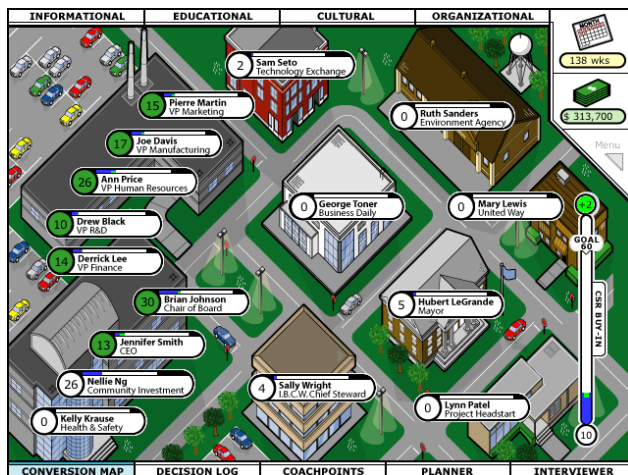 INFORMATIONAL
EDUCATIONAL
CULTURAL
ORGANIZATIONAL
MONTH
138 wks
$ 313,700
Menu
2
Sam Seto
Technology Exchange
15
Pierre Martin
VP Marketing
0
Ruth Sanders
Environment Agency
17
Joe Davis
VP Manufacturing
26
Ann Price
VP Human Resources
0
George Toner
Business Daily
0
Mary Lewis
United Way
+2
10
Drew Black
VP R&D
GOAL
60
14
Derrick Lee
VP Finance
30
Brian Johnson
Chair of Board
5
Hubert LeGrande
Mayor
CSR BUY-IN
13
Jennifer Smith
CEO
26
Nellie Ng
Community Investment
4
Sally Wright
I.B.C.W. Chief Steward
0
Lynn Patel
Project Headstart
0
Kelly Krause
Health & Safety
10
CONVERSION MAP
DECISION LOG
COACHPOINTS
PLANNER
INTERVIEWER